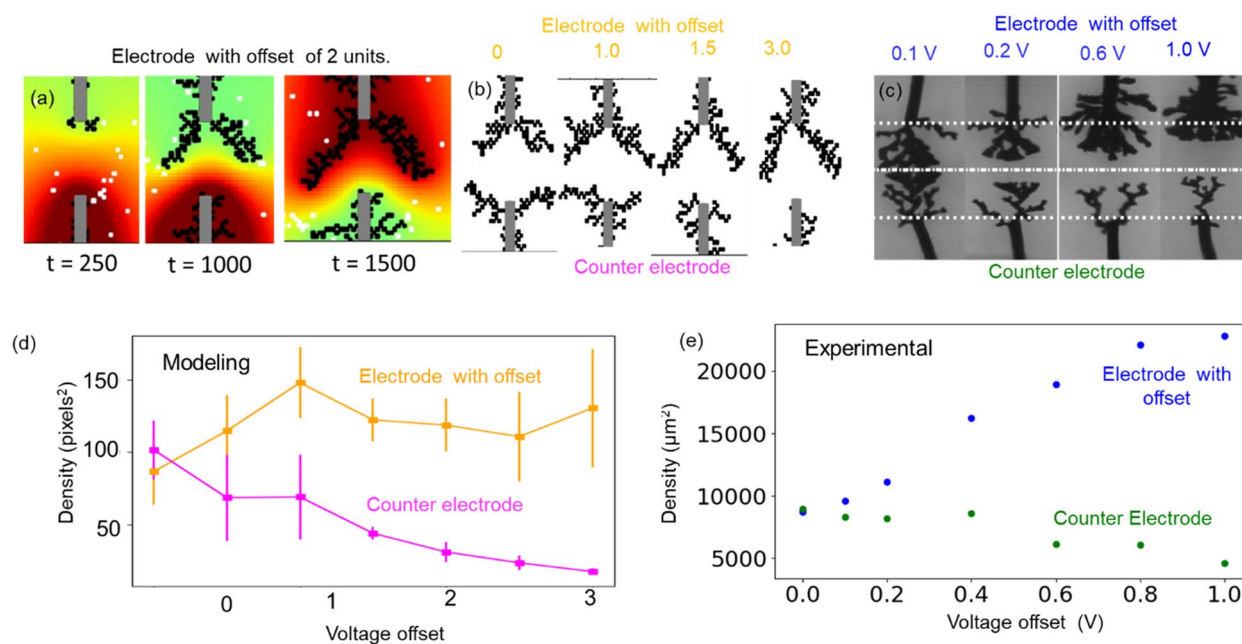 Electrode with offset of 2 units.
(a)
t = 250
t = 1000
t = 1500
Electrode with offset
0
1.0
1.5
3.0
(b)
Counter electrode
Electrode with offset
0.1 V
0.2 V
0.6 V
1.0 V
(c)
Counter electrode
(d)
Modeling
Electrode with offset
Counter electrode
Density (pixels²)
150
100
50
0
1
2
3
Voltage offset
(e)
Experimental
Electrode with
offset
Counter Electrode
Density (µm²)
20000
15000
10000
5000
0.0
0.2
0.4
0.6
0.8
1.0
Voltage offset (V)